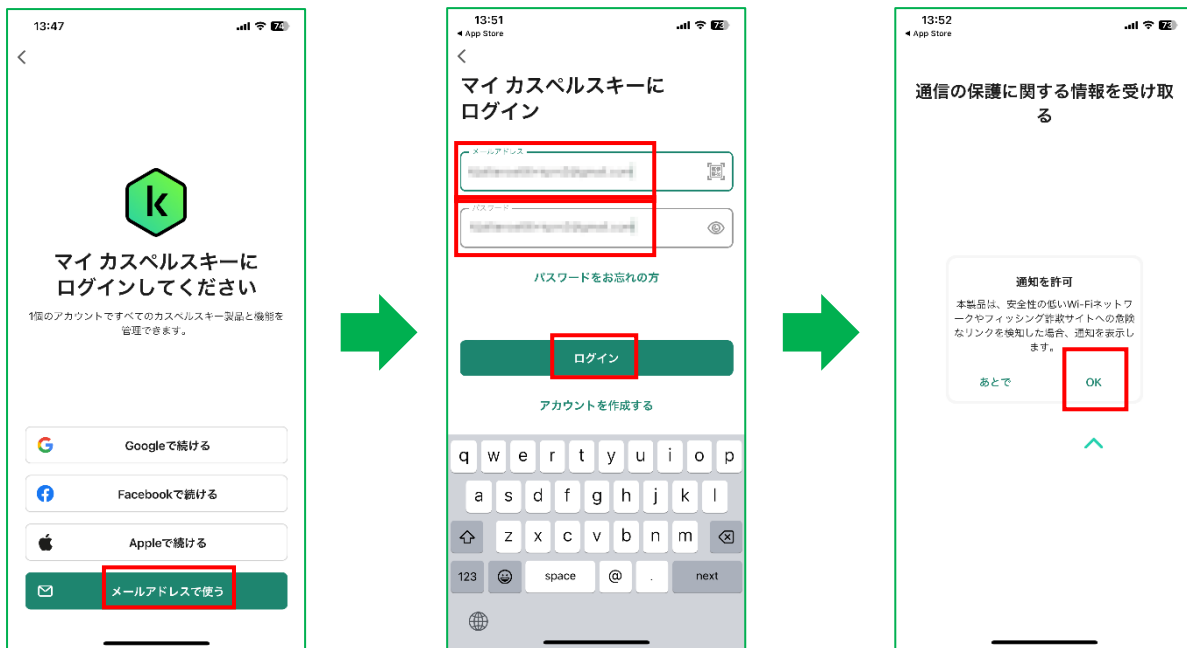 13:47
74
マイ カスペルスキーに
ログインしてください
1個のアカウントですべてのカスペルスキー製品と機能を
管理できます。
Googleで続ける
Facebookで続ける
Appleで続ける
メールアドレスで使う
13:51
73
◀ App Store
マイ カスペルスキーに
ログイン
メールアドレス
パスワード
パスワードをお忘れの方
ログイン
アカウントを作成する
q w e r t y u i o p
a s d f g h j k l
z x c v b n m
123 space @ . next
13:52
73
◀ App Store
通信の保護に関する情報を受け取
る
通知を許可
本製品は、安全性の低いWi-Fiネットワ
ークやフィッシング詐欺サイトへの危険
なリンクを検知した場合、通知を表示し
ます。
あとで OK